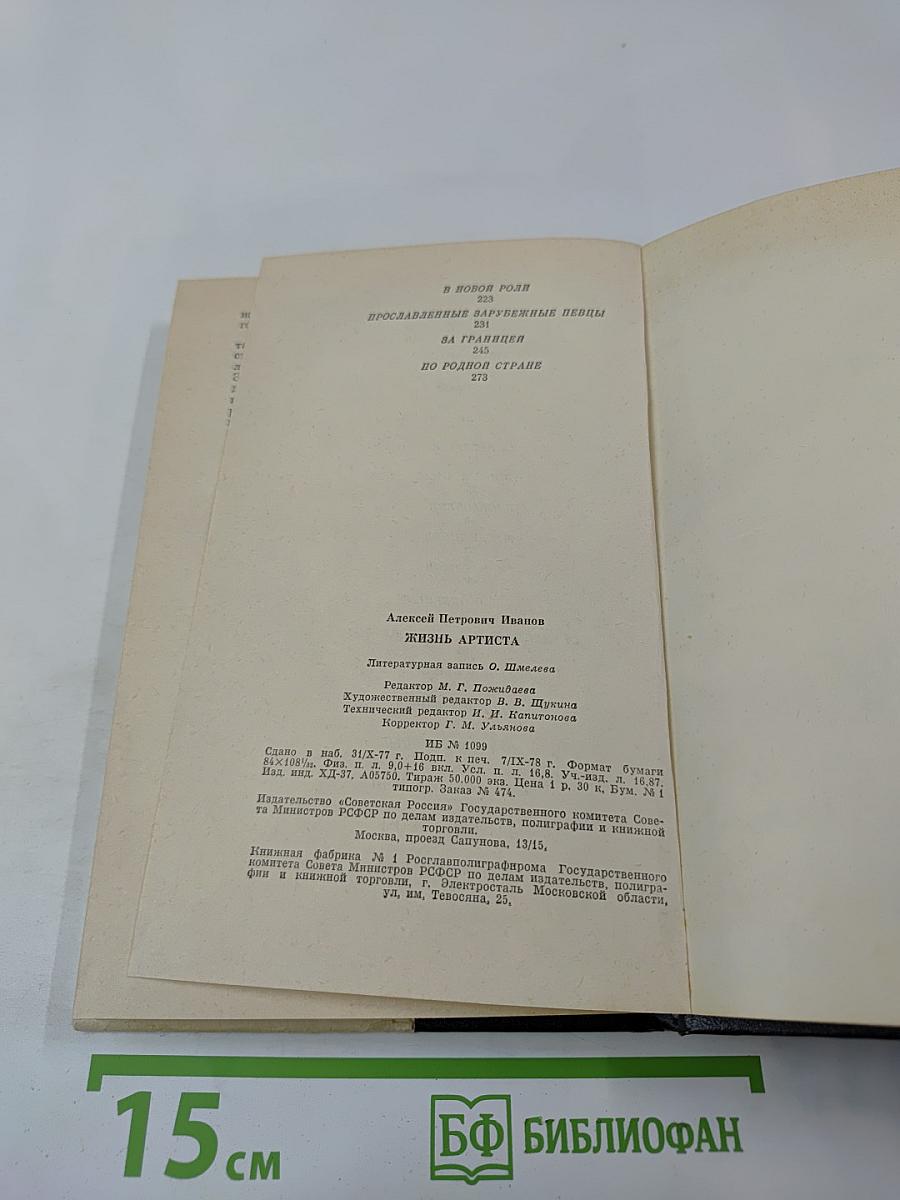 В НОВОЙ РОЛИ
223
ПРОСЛАВЛЕННЫЕ ЗАРУБЕЖНЫЕ ПЕВЦЫ
231
ЗА ГРАНИЦЕЙ
245
ПО РОДНОЙ СТРАНЕ
273
Алексей Петрович Иванов
ЖИЗНЬ АРТИСТА
Литературная запись О. Шмелева
Редактор М. Г. Пожидаева
Художественный редактор В. В. Щукина
Технический редактор И. И. Капитонова
Корректор Г. М. Ульянова
ИБ № 1099
Сдано в наб. 31/X-77 г. Подп. к печ. 7/IX-78 г. Формат бумаги
84×108¹/₃₂. Физ. п. л. 9,0+16 вкл. Усл. п. л. 16,8. Уч.-изд. л. 16,87.
Изд. инд. ХД-37. А05750. Тираж 50.000 экз. Цена 1 р. 30 к. Бум. № 1
типогр. Заказ № 474.
Издательство «Советская Россия» Государственного комитета Сове-
та Министров РСФСР по делам издательств, полиграфии и книжной
торговли.
Москва, проезд Сапунова, 13/15.
Книжная фабрика № 1 Росглавполиграфпрома Государственного
комитета Совета Министров РСФСР по делам издательств, полигра-
фии и книжной торговли, г. Электросталь Московской области,
ул. им. Тевосяна, 25.
15 см
БФ БИБЛИОФАН